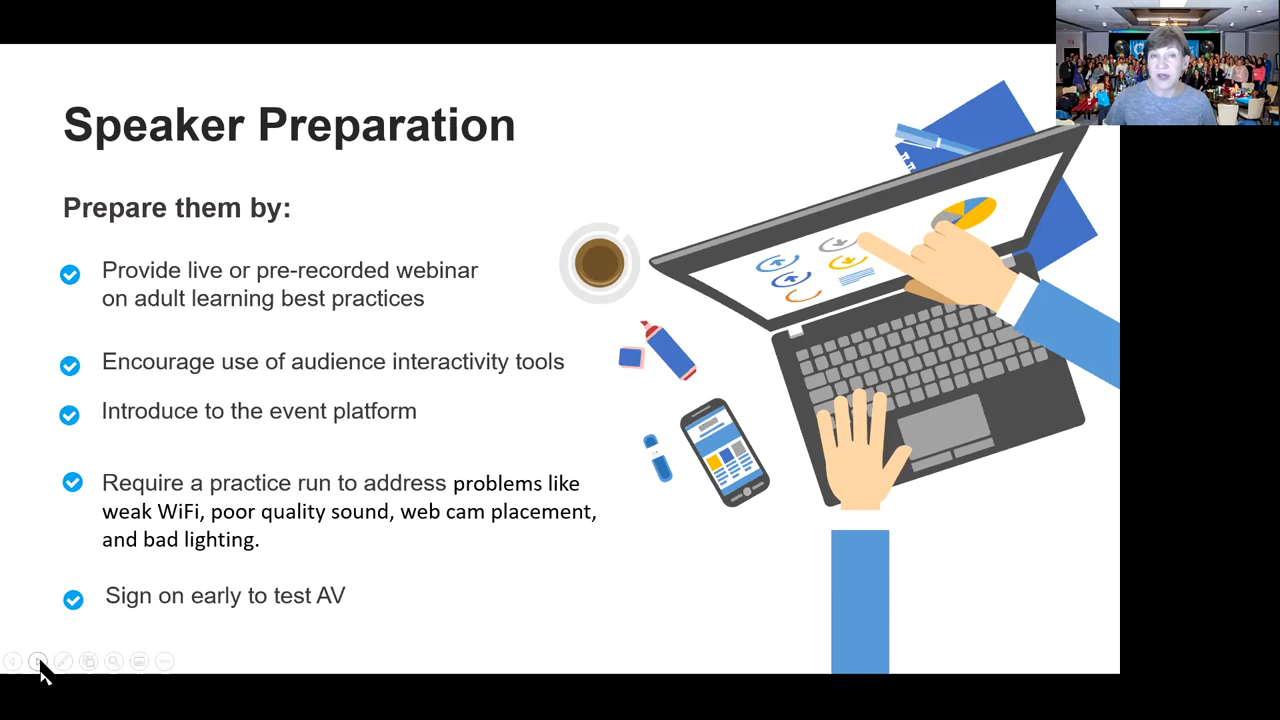 Speaker Preparation
Prepare them by:
Provide live or pre-recorded webinar
on adult learning best practices
Encourage use of audience interactivity tools
Introduce to the event platform
Require a practice run to address problems like
weak WiFi, poor quality sound, web cam placement,
and bad lighting.
Sign on early to test AV